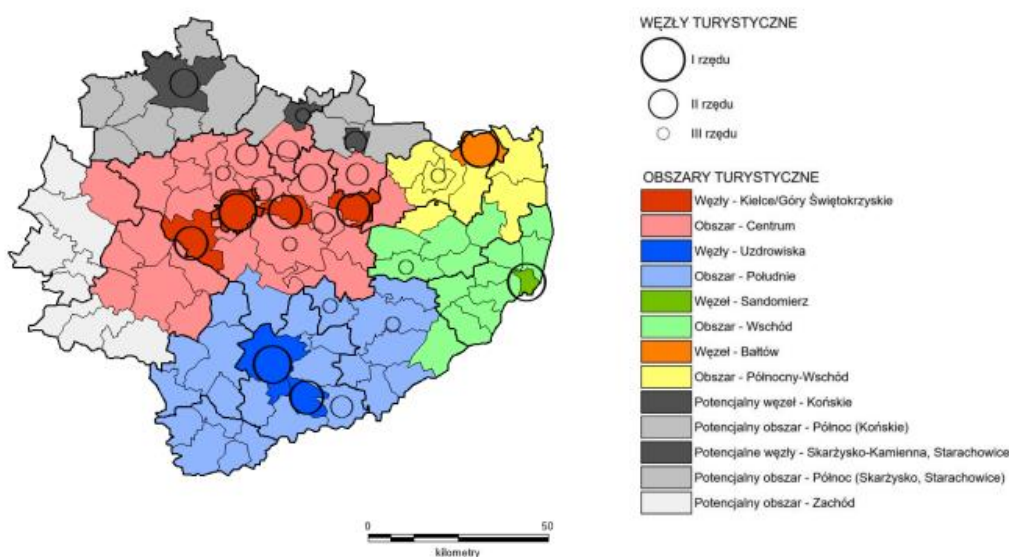 WĘZŁY TURYSTYCZNE
I rzędu
II rzędu
III rzędu
OBSZARY TURYSTYCZNE
Węzły - Kielce/Góry Świętokrzyskie
Obszar - Centrum
Węzły - Uzdrowiska
Obszar - Południe
Węzeł - Sandomierz
Obszar - Wschód
Węzeł - Bałtów
Obszar - Północny-Wschód
Potencjalny węzeł - Końskie
Potencjalny obszar - Północ (Końskie)
Potencjalne węzły - Skarżysko-Kamienna, Starachowice
Potencjalny obszar - Północ (Skarżysko, Starachowice)
Potencjalny obszar - Zachód
0 50
kilometry